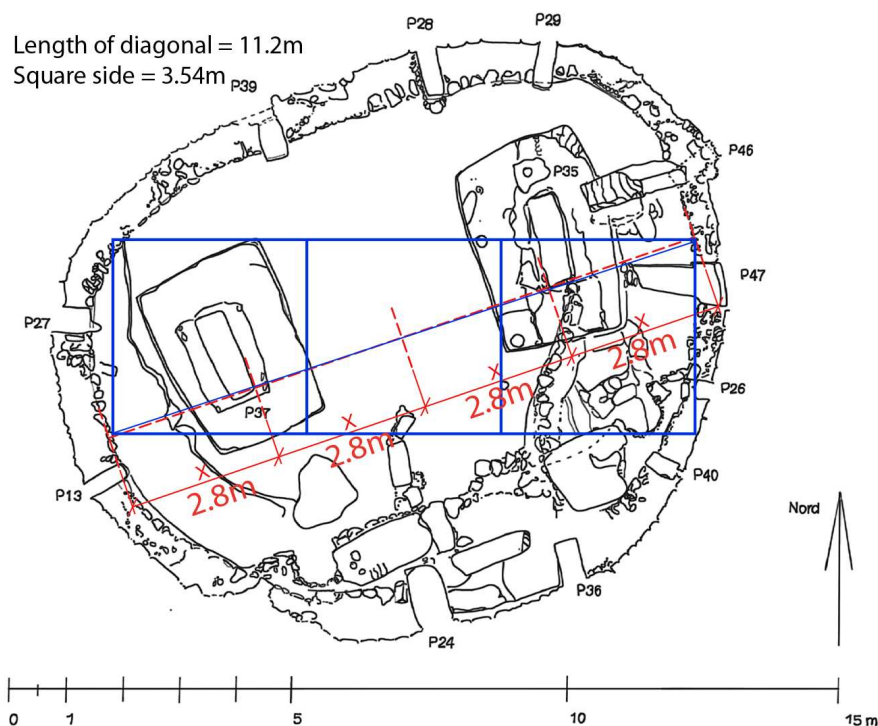 Length of diagonal = 11.2m
Square side = 3.54m
P28
P29
P39
P46
P35
P47
P27
2.8m
P26
2.8m
P37
2.8m
2.8m
P13
P40
Nord
P36
P24
0 1 5 10 15 m